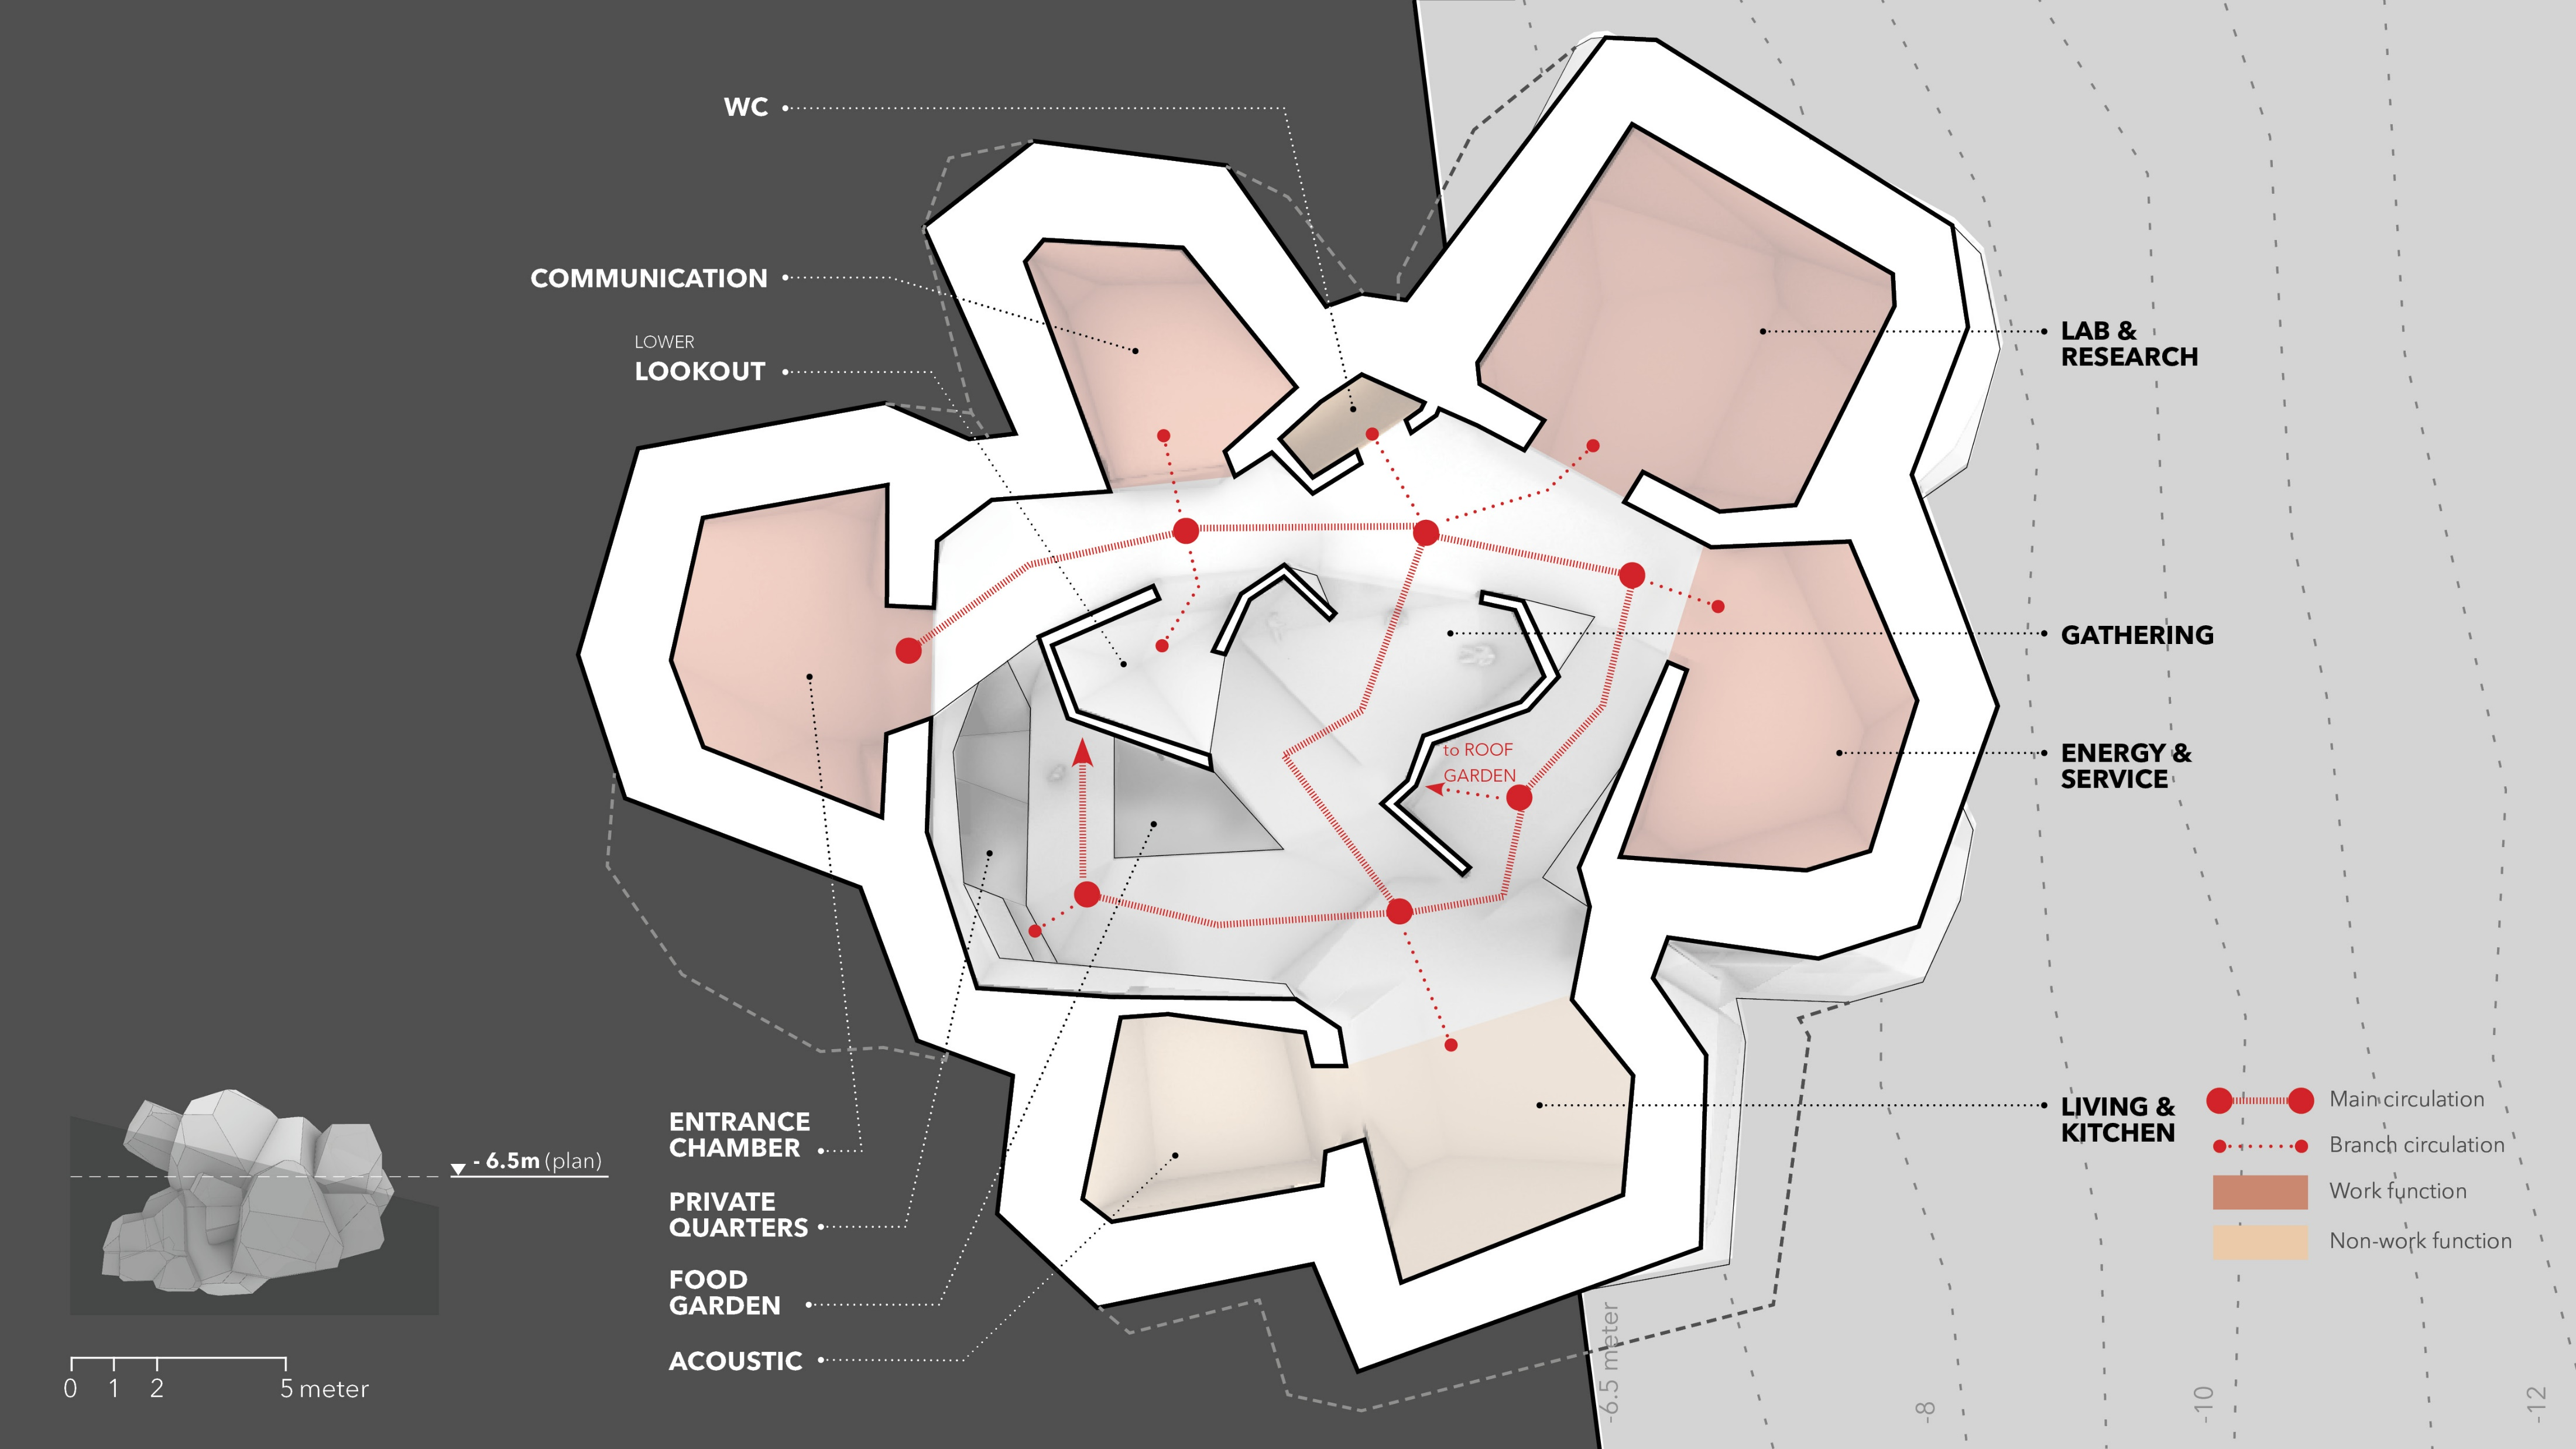 WC
COMMUNICATION
LOWER
LOOKOUT
LAB &
RESEARCH
GATHERING
to ROOF
GARDEN
ENERGY &
SERVICE
ENTRANCE
CHAMBER
PRIVATE
QUARTERS
FOOD
GARDEN
ACOUSTIC
LIVING &
KITCHEN
Main circulation
Branch circulation
Work function
Non-work function
- 6.5m (plan)
0 1 2 5 meter
-6.5 meter
-8
-10
-12